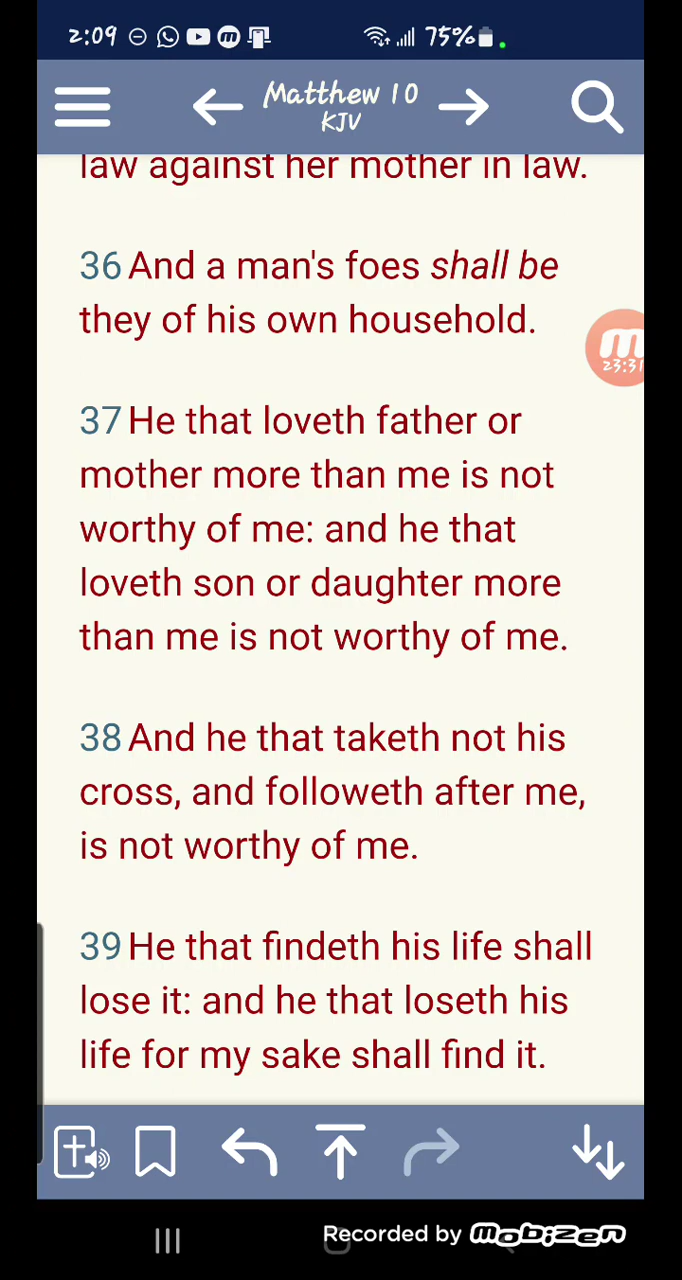 2:09 75%
Matthew 10
KJV
law against her mother in law.
36 And a man's foes shall be
they of his own household.
23:31
37 He that loveth father or
mother more than me is not
worthy of me: and he that
loveth son or daughter more
than me is not worthy of me.
38 And he that taketh not his
cross, and followeth after me,
is not worthy of me.
39 He that findeth his life shall
lose it: and he that loseth his
life for my sake shall find it.
Recorded by Mobizen